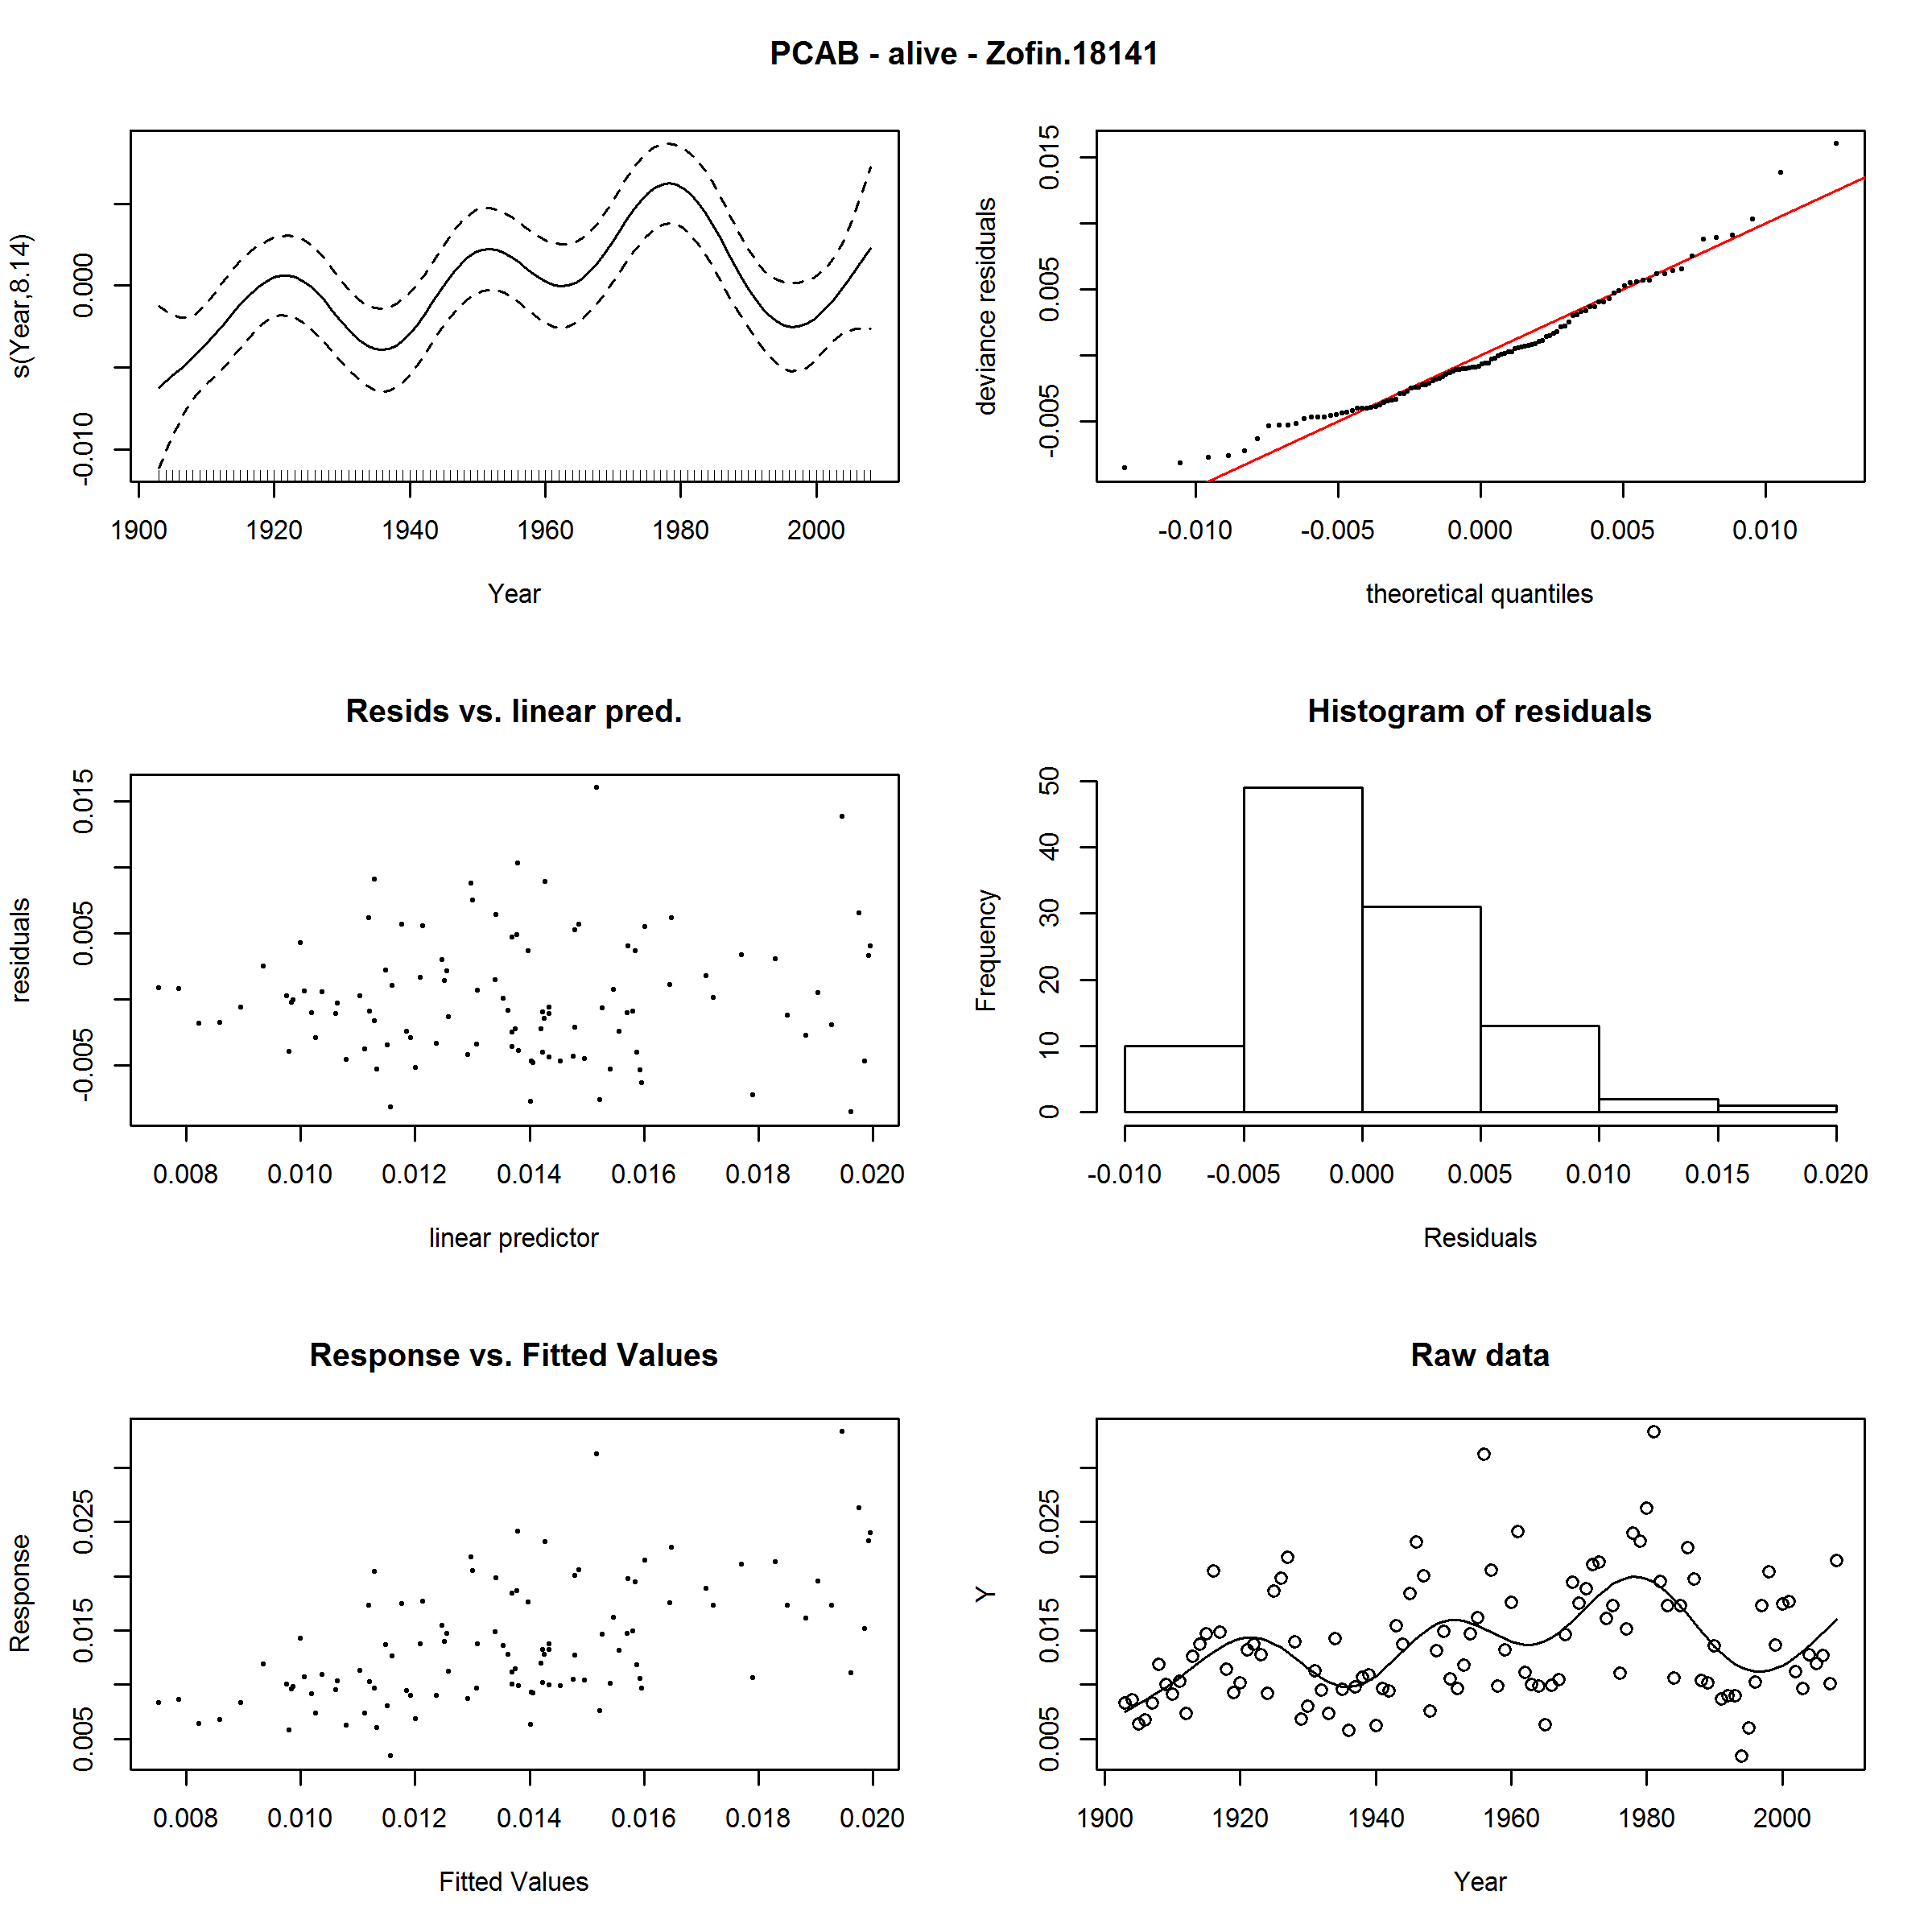 PCAB - alive - Zofin.18141
s(Year,8.14)
0.000
-0.010
1900 1920 1940 1960 1980 2000
Year
deviance residuals
0.015
0.005
-0.005
-0.010 -0.005 0.000 0.005 0.010
theoretical quantiles
Resids vs. linear pred.
residuals
0.015
0.005
-0.005
0.008 0.010 0.012 0.014 0.016 0.018 0.020
linear predictor
Histogram of residuals
Frequency
50
40
30
20
10
0
-0.010 -0.005 0.000 0.005 0.010 0.015 0.020
Residuals
Response vs. Fitted Values
Response
0.025
0.015
0.005
0.008 0.010 0.012 0.014 0.016 0.018 0.020
Fitted Values
Raw data
Y
0.025
0.015
0.005
1900 1920 1940 1960 1980 2000
Year